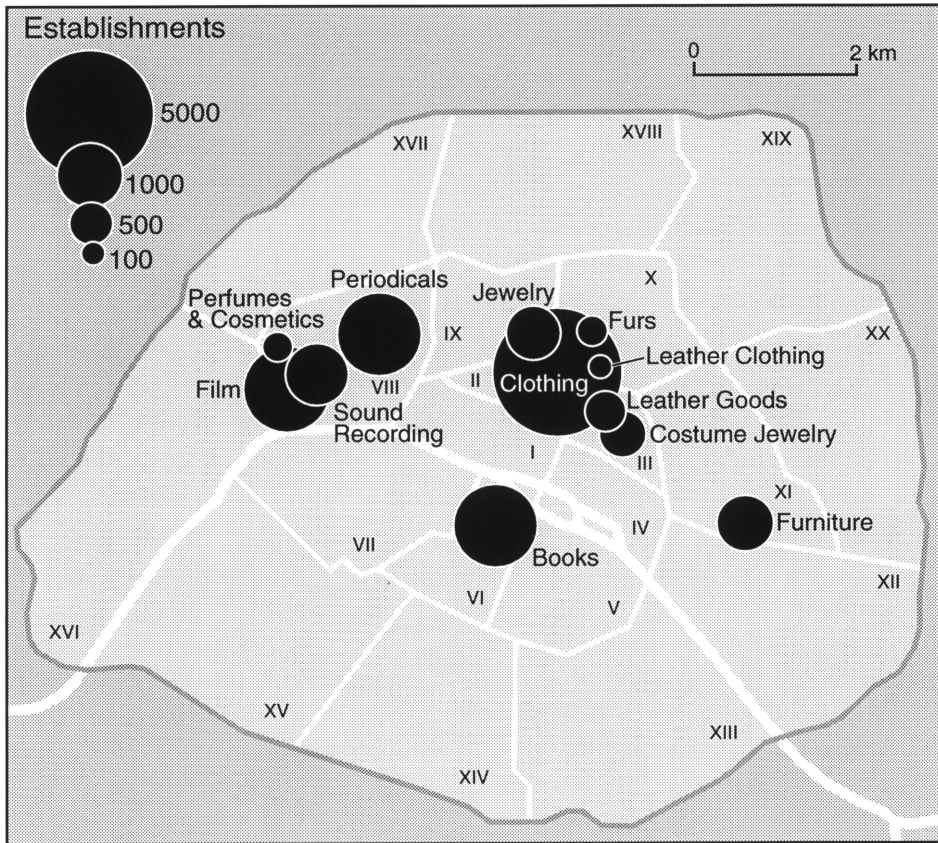 Establishments
5000
1000
500
100
0 2 km
XVII
XVIII
XIX
Periodicals
Perfumes
& Cosmetics
Jewelry
X
Furs
IX
XX
Leather Clothing
Film
VIII
II
Clothing
Leather Goods
Sound
Recording
Costume Jewelry
I
III
XI
Furniture
IV
VII
Books
XII
VI
V
XVI
XV
XIII
XIV